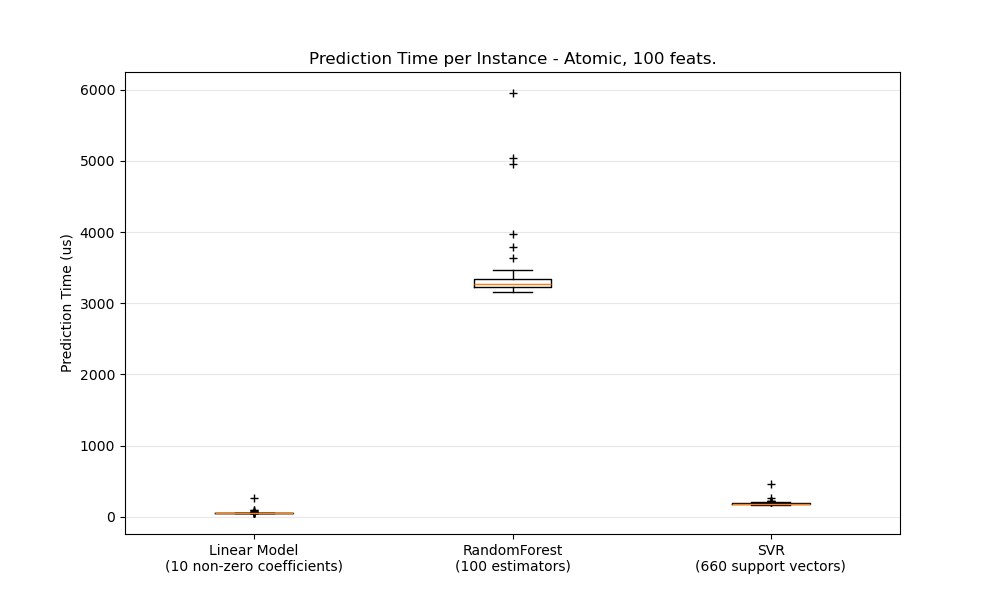 Prediction Time per Instance - Atomic, 100 feats.
Prediction Time (us)
6000
5000
4000
3000
2000
1000
0
Linear Model
(10 non-zero coefficients)
RandomForest
(100 estimators)
SVR
(660 support vectors)